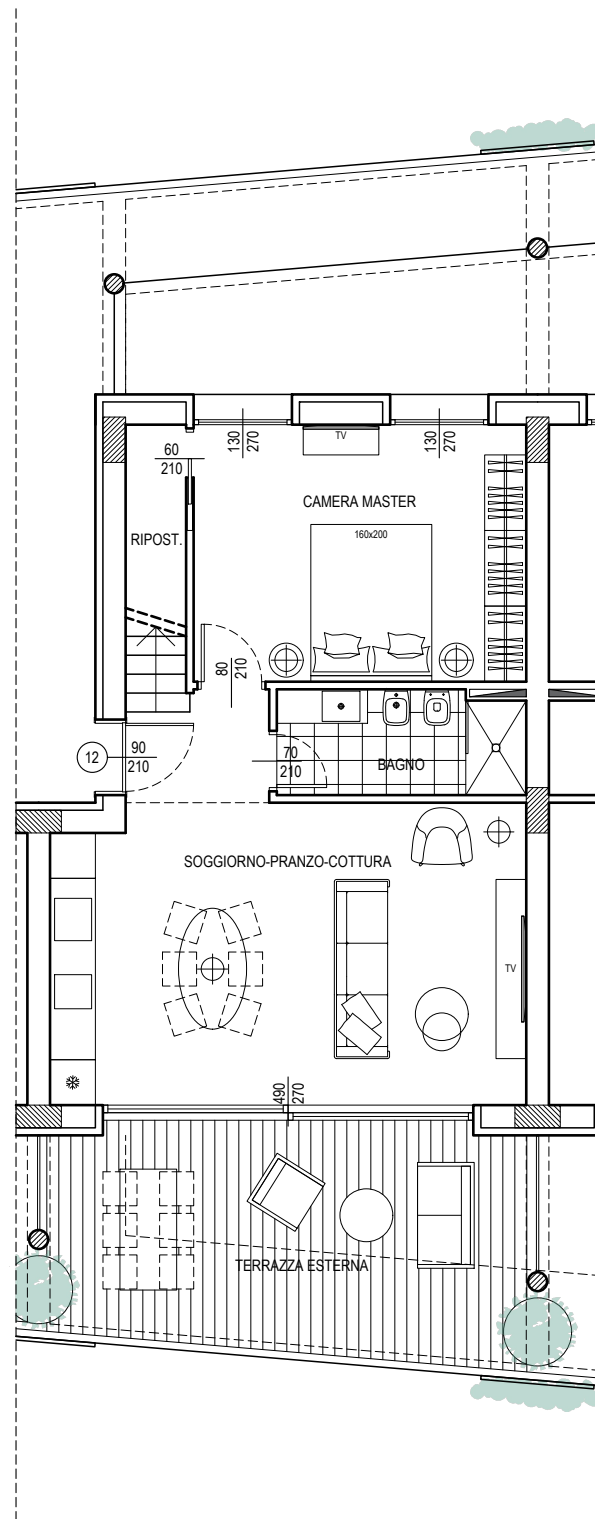 130
270
TV
130
270
60
210
CAMERA MASTER
160x200
RIPOST.
80
210
12
90
210
70
210
BAGNO
SOGGIORNO-PRANZO-COTTURA
TV
490
270
TERRAZZA ESTERNA